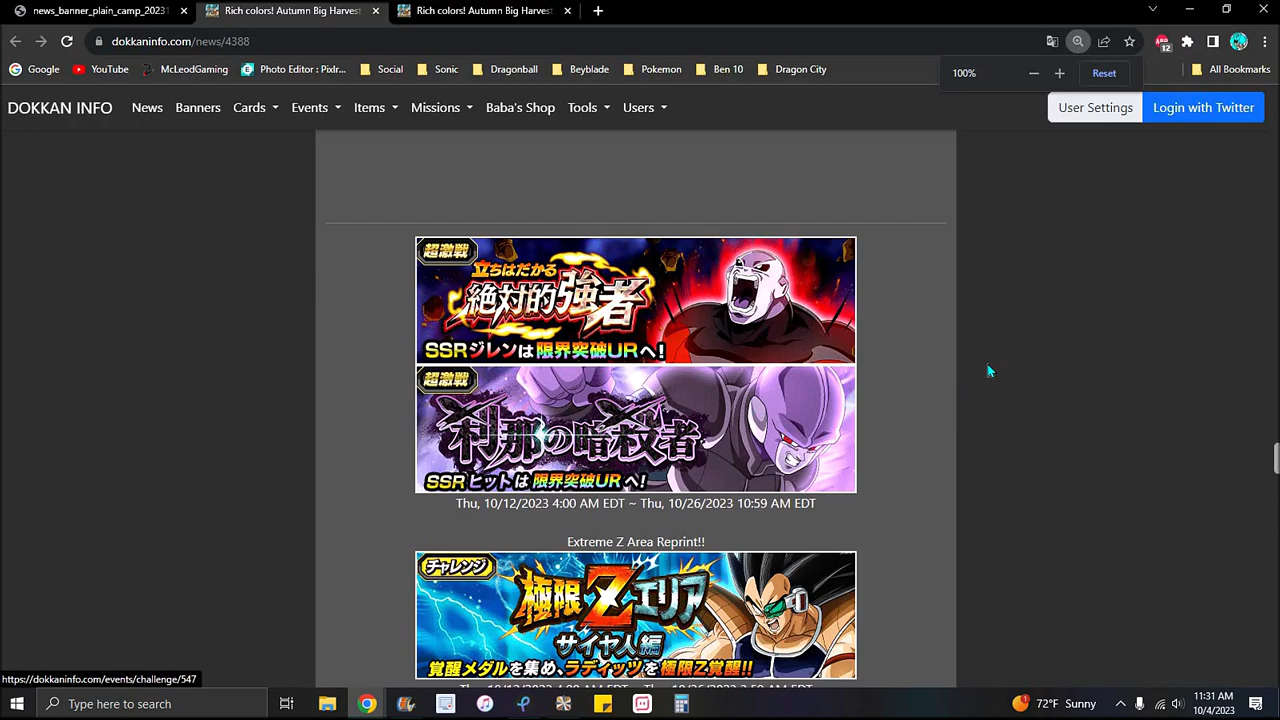 news_banner_plain_camp_20231
Rich colors! Autumn Big Harvest
Rich colors! Autumn Big Harvest
dokkaninfo.com/news/4388
12
Google
YouTube
McLeodGaming
Photo Editor : Pixlr...
Social
Sonic
Dragonball
Beyblade
Pokemon
Ben 10
Dragon City
All Bookmarks
100%
Reset
DOKKAN INFO
News
Banners
Cards
Events
Items
Missions
Baba's Shop
Tools
Users
User Settings
Login with Twitter
超激戦
立ちはだかる
絶対的強者
SSRジレンは限界突破URへ!
超激戦
刹那の暗殺者
SSRヒットは限界突破URへ!
Thu, 10/12/2023 4:00 AM EDT ~ Thu, 10/26/2023 10:59 AM EDT
Extreme Z Area Reprint!!
チャレンジ
極限Zエリア
サイヤ人編
覚醒メダルを集め、ラディッツを極限Z覚醒!!
https://dokkaninfo.com/events/challenge/547
Type here to search
72°F Sunny
11:31 AM
10/4/2023